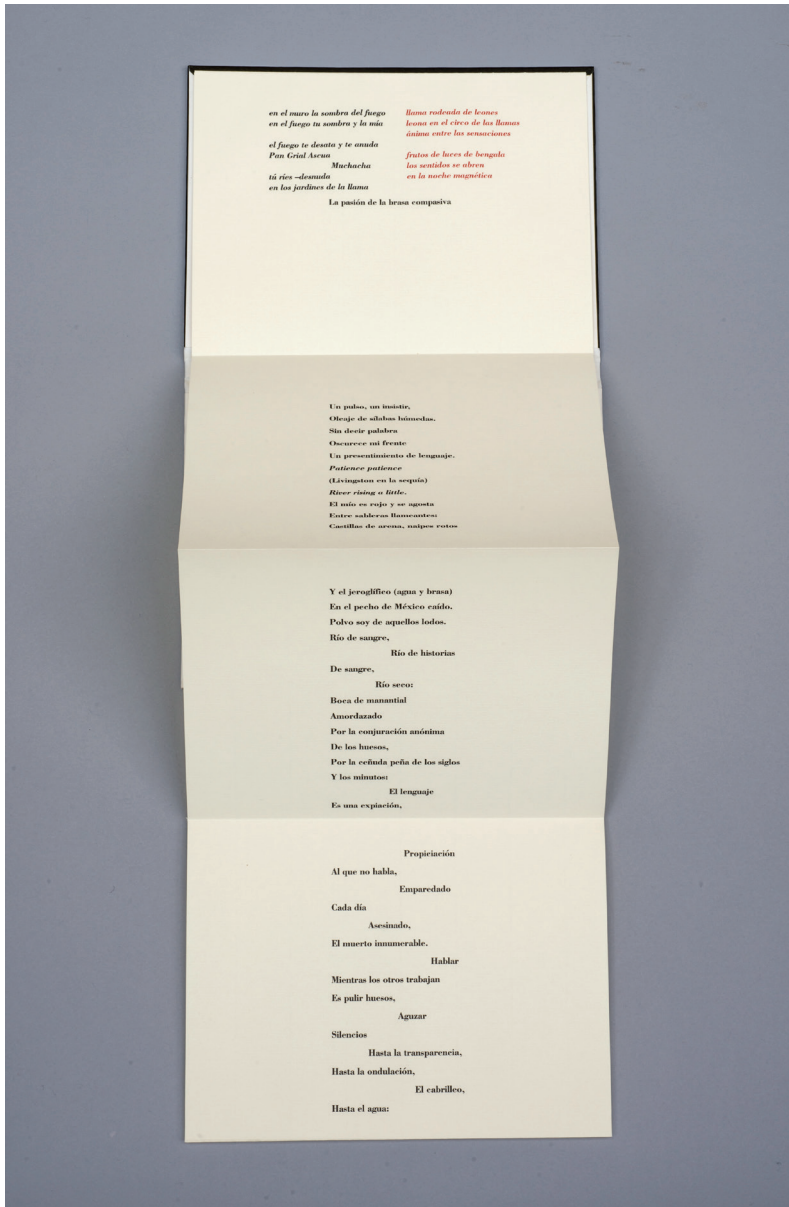 en el muro la sombra del fuego
en el fuego tu sombra y la mía
el fuego te desata y te anuda
Pan Grial Ascua
Muchacha
tú ríes –desnuda
en los jardines de la llama
llama rodeada de leones
leona en el circo de las llamas
ánima entre las sensaciones
frutos de luces de bengala
los sentidos se abren
en la noche magnética
La pasión de la brasa compasiva
Un pulso, un insistir,
Oleaje de sílabas húmedas.
Sin decir palabra
Oscurece mi frente
Un presentimiento de lenguaje.
Patience patience
(Livingston en la sequía)
River rising a little.
El mío es rojo y se agosta
Entre sableras llameantes:
Castillas de arena, naipes rotos
Y el jeroglífico (agua y brasa)
En el pecho de México caído.
Polvo soy de aquellos lodos.
Río de sangre,
Río de historias
De sangre,
Río seco:
Boca de manantial
Amordazado
Por la conjuración anónima
De los huesos,
Por la ceñuda peña de los siglos
Y los minutos:
El lenguaje
Es una expiación,
Propiciación
Al que no habla,
Emparedado
Cada día
Asesinado,
El muerto innumerable.
Hablar
Mientras los otros trabajan
Es pulir huesos,
Aguzar
Silencios
Hasta la transparencia,
Hasta la ondulación,
El cabrilleo,
Hasta el agua: